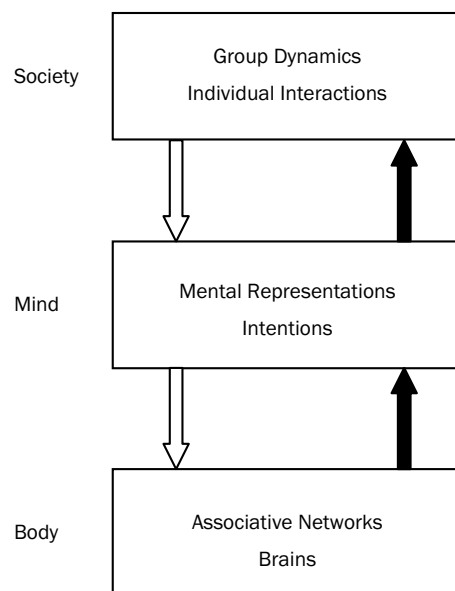 Society
Group Dynamics
Individual Interactions
Mind
Mental Representations
Intentions
Body
Associative Networks
Brains